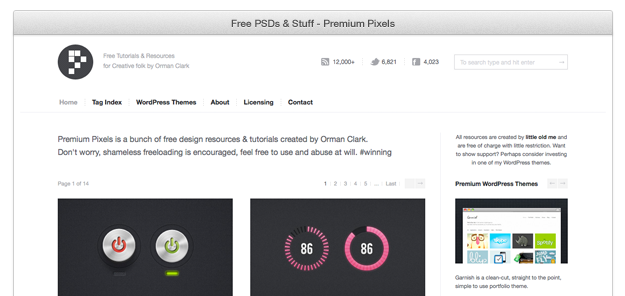 Free PSDs & Stuff - Premium Pixels
Free Tutorials & Resources
for Creative folk by Orman Clark
12,000+ 6,821 4,023
To search type and hit enter →
Home Tag Index WordPress Themes About Licensing Contact
Premium Pixels is a bunch of free design resources & tutorials created by Orman Clark.
Don't worry, shameless freeloading is encouraged, feel free to use and abuse at will. #winning
All resources are created by little old me and
are free of charge with little restriction. Want
to show support? Perhaps consider investing
in one of my WordPress themes.
Page 1 of 14
1 2 3 4 5 ... Last →
Premium WordPress Themes ← →
86 86
Garnish is a clean-cut, straight to the point,
simple to use portfolio theme.